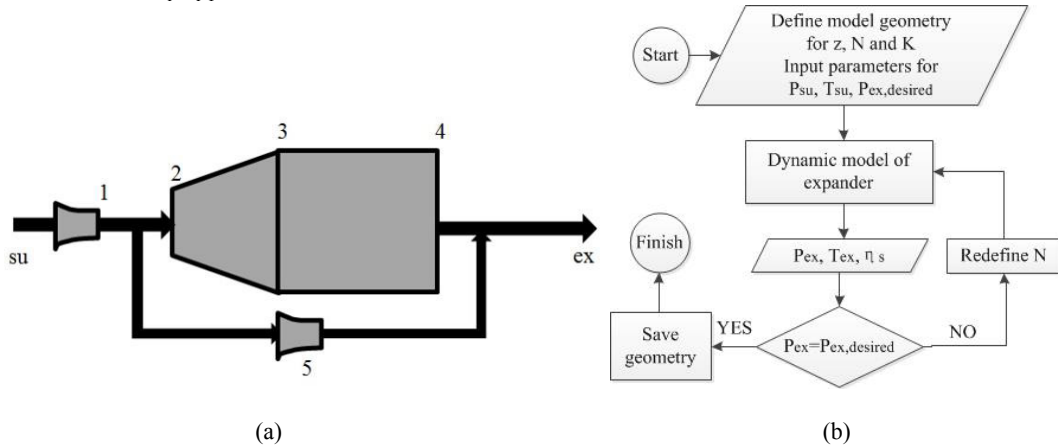 su
1
2
3
4
5
ex
(a)
Start
Define model geometry
for z, N and K
Input parameters for
Psu, Tsu, Pex,desired
Dynamic model of
expander
Pex, Tex, η s
Pex=Pex,desired
YES
NO
Redefine N
Save
geometry
Finish
(b)